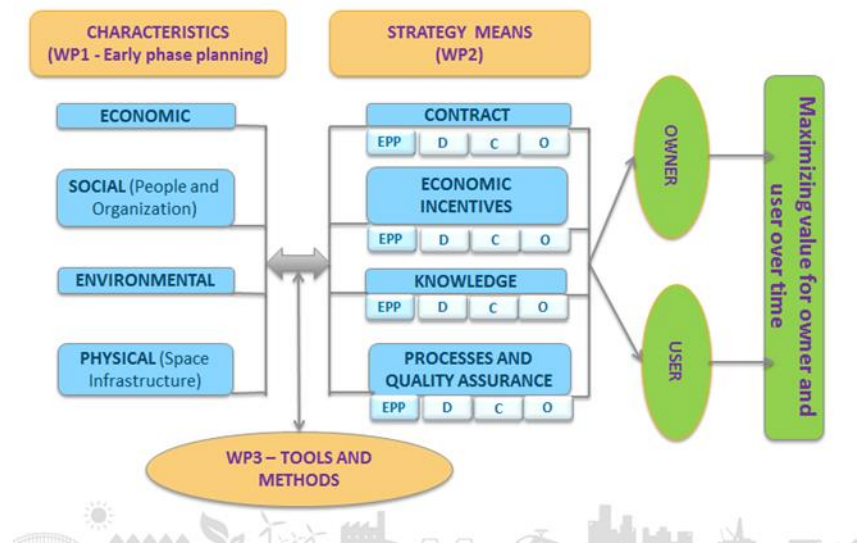 CHARACTERISTICS
(WP1 - Early phase planning)
STRATEGY MEANS
(WP2)
ECONOMIC
SOCIAL (People and
Organization)
ENVIRONMENTAL
PHYSICAL (Space
Infrastructure)
CONTRACT
EPP D C O
ECONOMIC
INCENTIVES
EPP D C O
KNOWLEDGE
EPP D C O
PROCESSES AND
QUALITY ASSURANCE
EPP D C O
WP3 – TOOLS AND
METHODS
OWNER
USER
Maximizing value for owner and
user over time